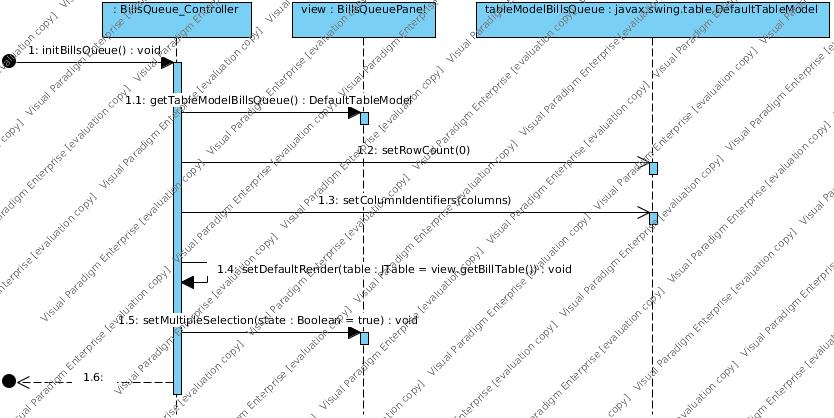 : BillsQueue_Controller
view : BillsQueuePanel
tableModelBillsQueue : javax.swing.table.DefaultTableModel
1: initBillsQueue() : void
1.1: getTableModelBillsQueue() : DefaultTableModel
1.2: setRowCount(0)
1.3: setColumnIdentifiers(columns)
1.4: setDefaultRender(table : JTable = view.getBillTable()) : void
1.5: setMultipleSelection(state : Boolean = true) : void
1.6:
Visual Paradigm Enterprise [evaluation copy]